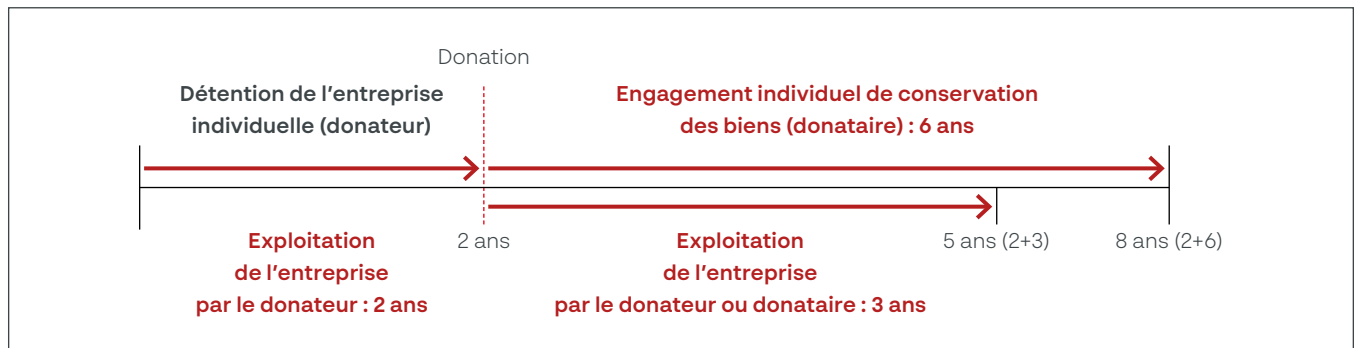 Donation
Détention de l’entreprise
individuelle (donateur)
Engagement individuel de conservation
des biens (donataire) : 6 ans
Exploitation
de l’entreprise
par le donateur : 2 ans
2 ans
Exploitation
de l’entreprise
par le donateur ou donataire : 3 ans
5 ans (2+3)
8 ans (2+6)